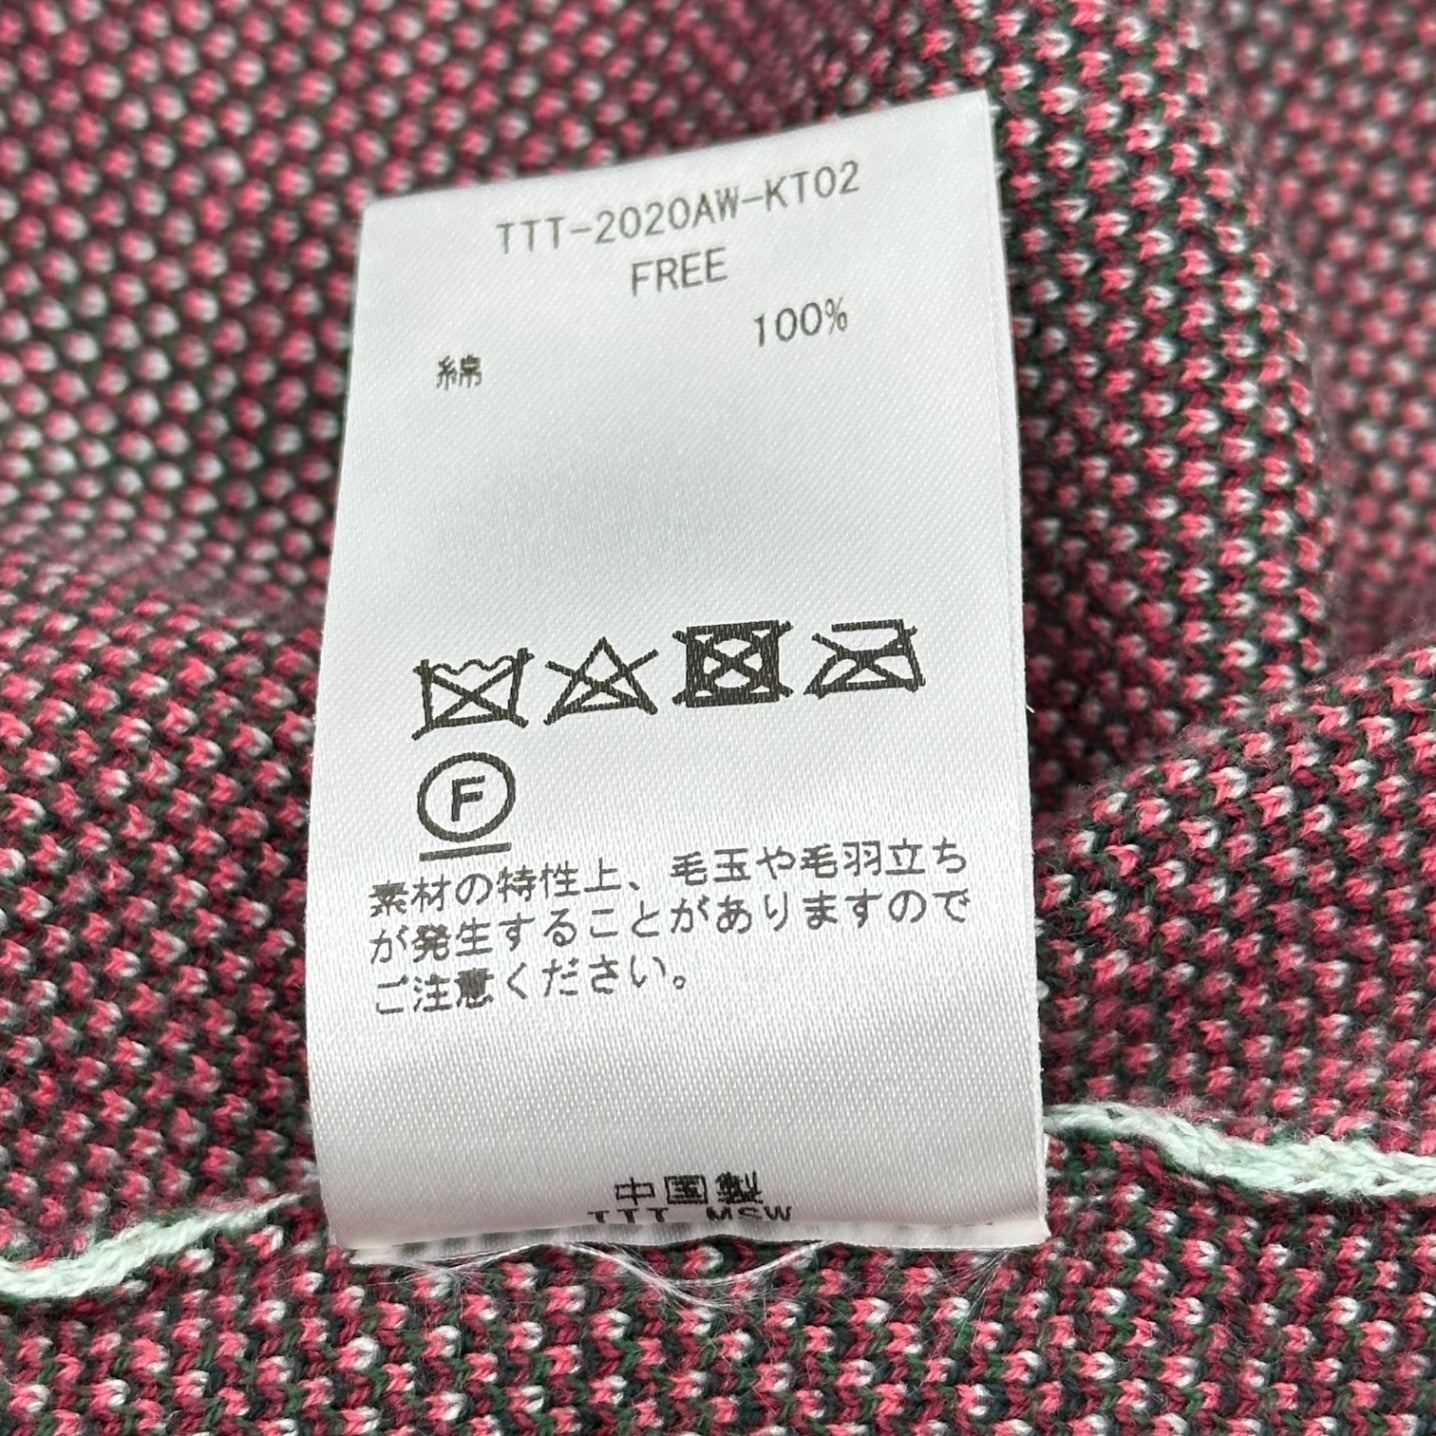 TTT-2020AW-KT02
FREE
綿 100%
F
素材の特性上、毛玉や毛羽立ち
が発生することがありますので
ご注意ください。
中国製
TTT MSW